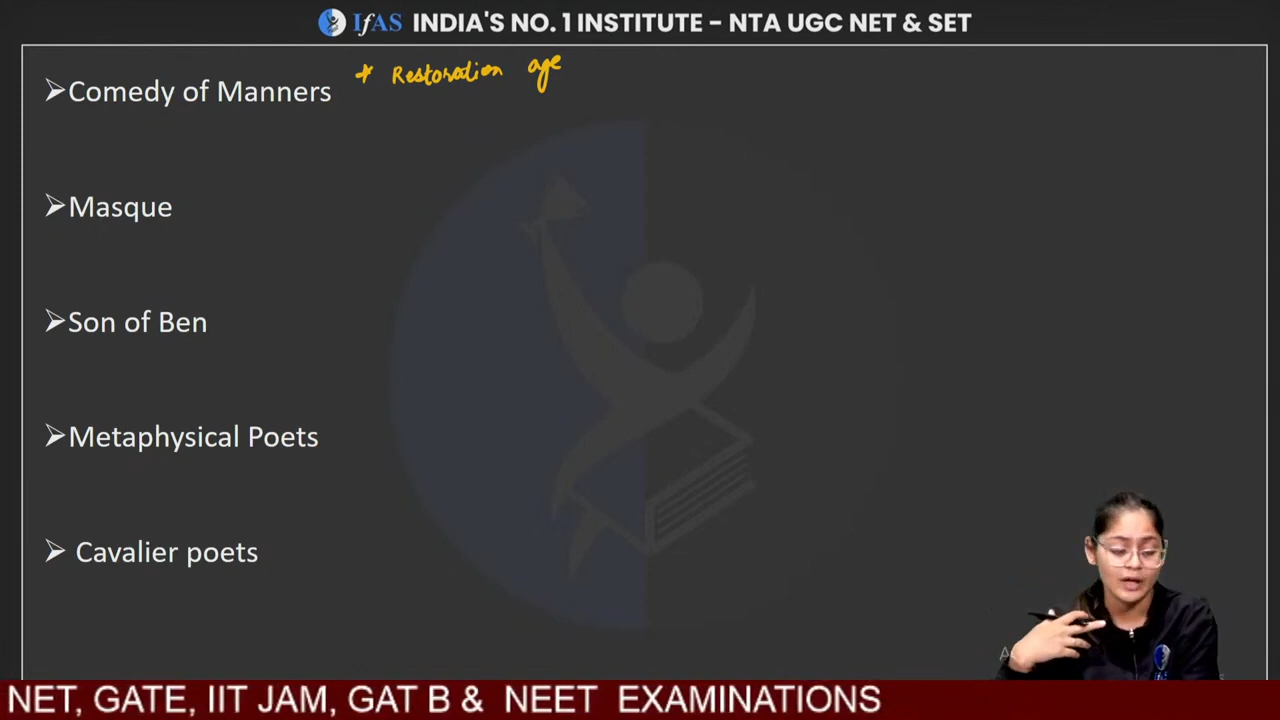 IfAS INDIA'S NO. 1 INSTITUTE – NTA UGC NET & SET
* Restoration age
➢Comedy of Manners
➢Masque
➢Son of Ben
➢Metaphysical Poets
➢ Cavalier poets
NET, GATE, IIT JAM, GAT B & NEET EXAMINATIONS